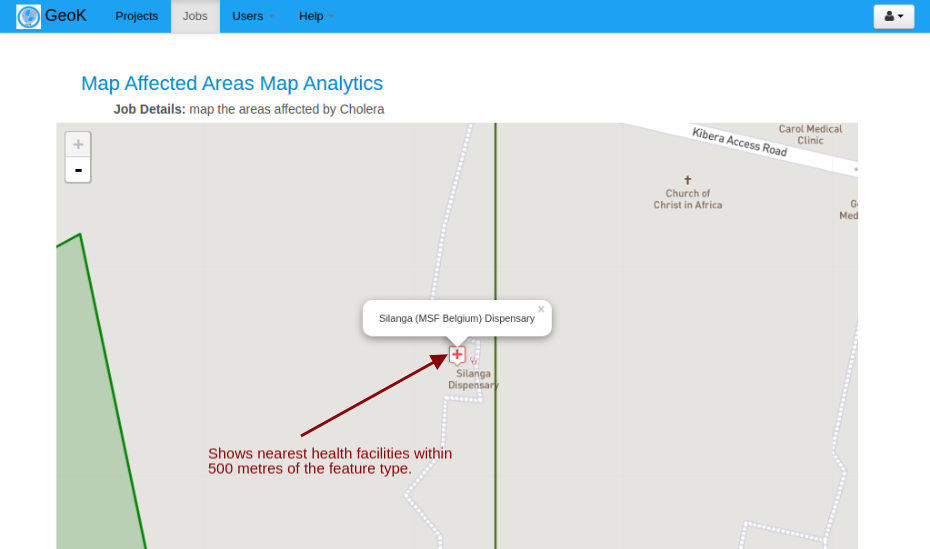 GeoK
Projects
Jobs
Users
Help
Map Affected Areas Map Analytics
Job Details: map the areas affected by Cholera
+
-
Kibera Access Road
Carol Medical
Clinic
Church of
Christ in Africa
Silanga (MSF Belgium) Dispensary
×
Silanga
Dispensary
Shows nearest health facilities within
500 metres of the feature type.